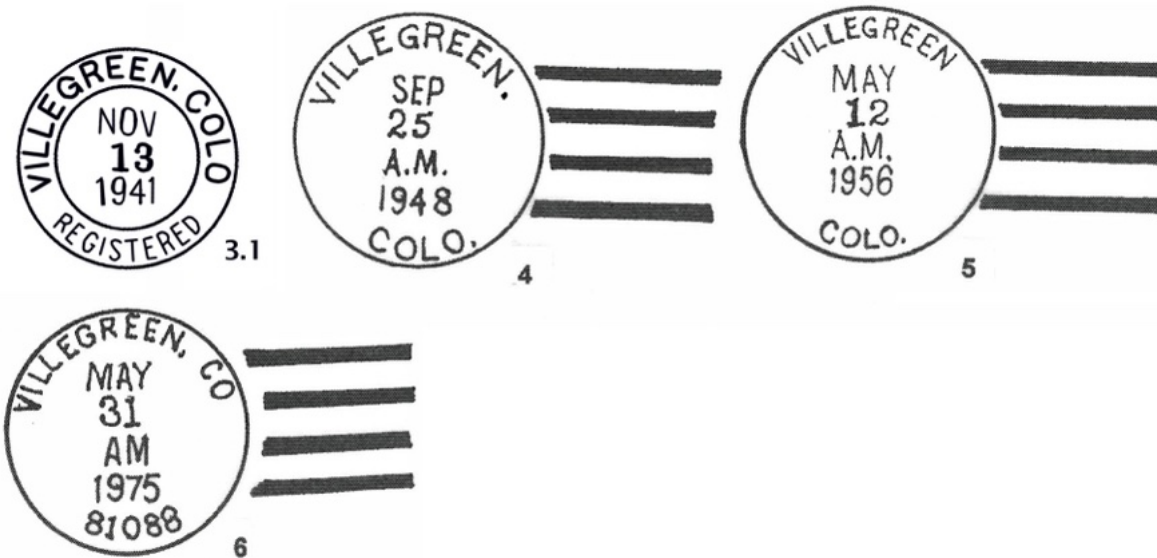 VILLEGREEN, COLO
NOV
13
1941
REGISTERED
3.1
VILLEGREEN.
SEP
25
A.M.
1948
COLO.
4
VILLEGREEN
MAY
12
A.M.
1956
COLO.
5
VILLEGREEN, CO
MAY
31
AM
1975
81088
6